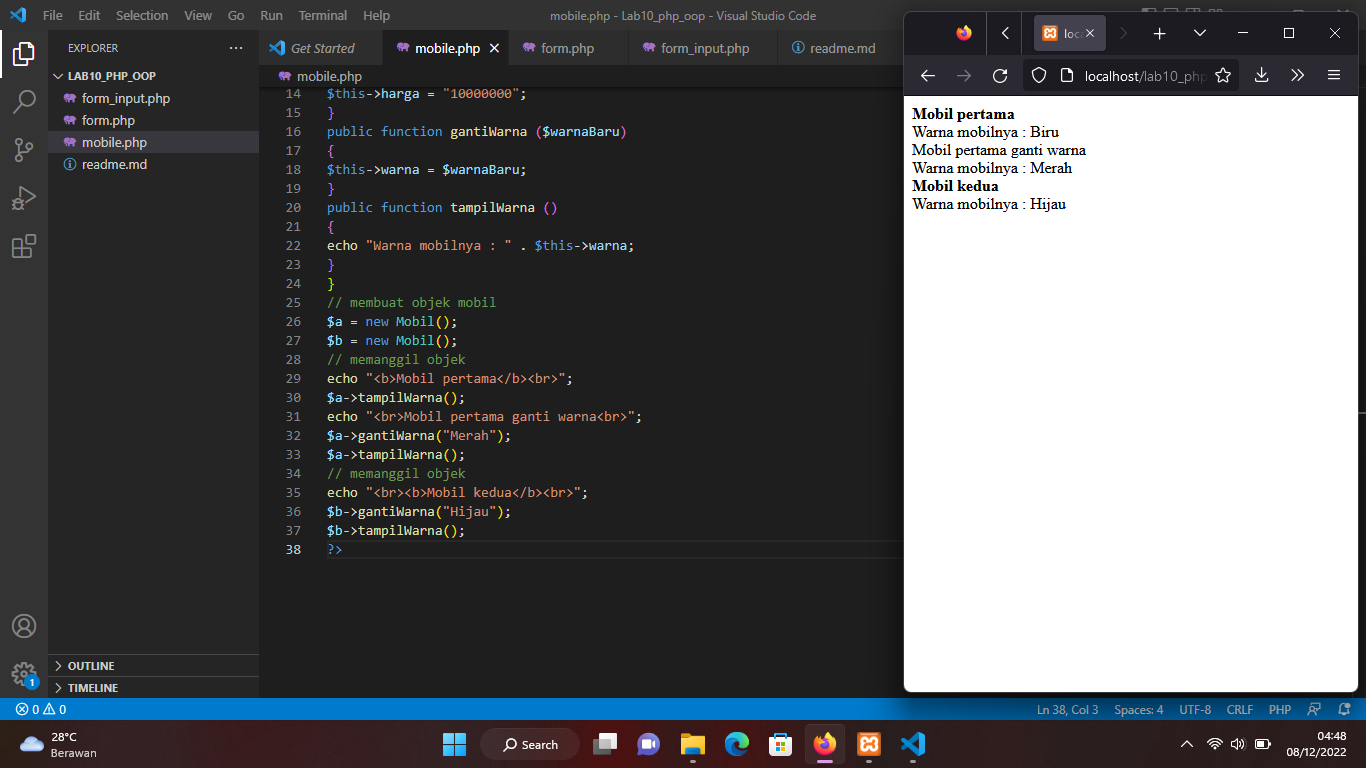 File Edit Selection View Go Run Terminal Help
mobile.php - Lab10_php_oop - Visual Studio Code
EXPLORER
LAB10_PHP_OOP
form_input.php
form.php
mobile.php
readme.md
OUTLINE
TIMELINE
Get Started mobile.php form.php form_input.php readme.md
mobile.php
14 $this->harga = "10000000";
15 }
16 public function gantiWarna ($warnaBaru)
17 {
18 $this->warna = $warnaBaru;
19 }
20 public function tampilWarna ()
21 {
22 echo "Warna mobilnya : " . $this->warna;
23 }
24 }
25 // membuat objek mobil
26 $a = new Mobil();
27 $b = new Mobil();
28 // memanggil objek
29 echo "<b>Mobil pertama</b><br>";
30 $a->tampilWarna();
31 echo "<br>Mobil pertama ganti warna<br>";
32 $a->gantiWarna("Merah");
33 $a->tampilWarna();
34 // memanggil objek
35 echo "<br><b>Mobil kedua</b><br>";
36 $b->gantiWarna("Hijau");
37 $b->tampilWarna();
38 ?>
loc
localhost/lab10_php
Mobil pertama
Warna mobilnya : Biru
Mobil pertama ganti warna
Warna mobilnya : Merah
Mobil kedua
Warna mobilnya : Hijau
1
0 0
Ln 38, Col 3 Spaces: 4 UTF-8 CRLF PHP
28°C
Berawan
Search
04:48
08/12/2022